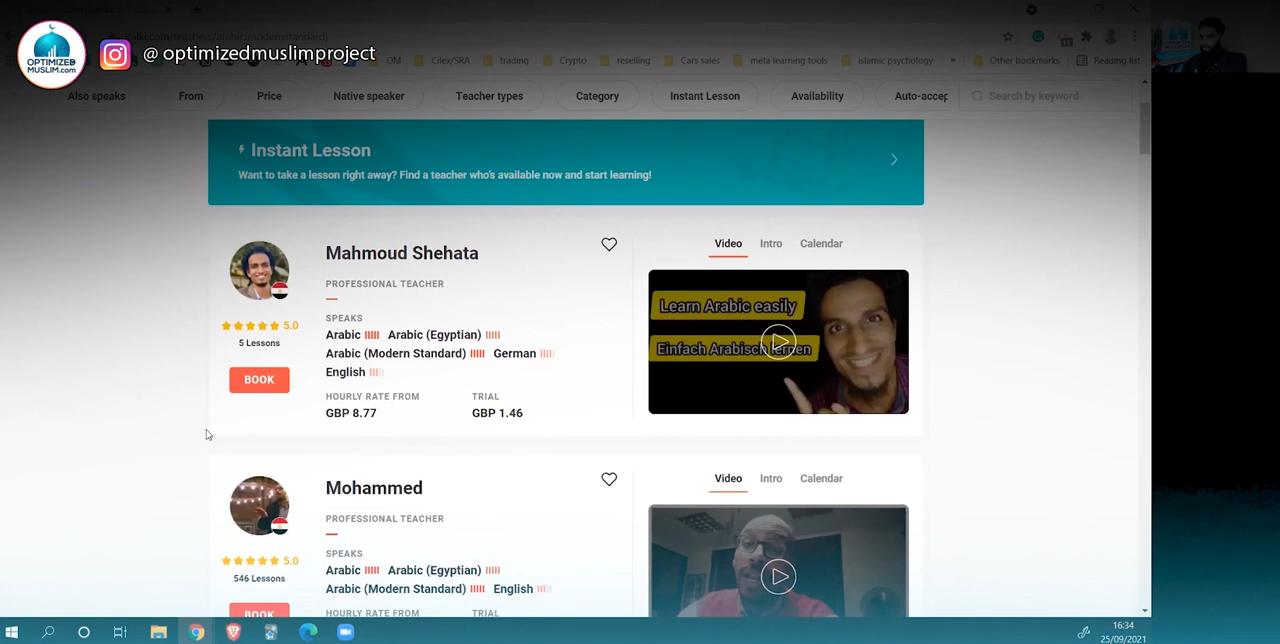 OPTIMIZED
MUSLIM.com
@ optimizedmuslimproject
OM
Cilex/SRA
trading
Crypto
reselling
Cars sales
meta learning tools
islamic psychology
»
Other bookmarks
Reading list
Also speaks
From
Price
Native speaker
Teacher types
Category
Instant Lesson
Availability
Auto-accep
Search by keyword
Instant Lesson
Want to take a lesson right away? Find a teacher who's available now and start learning!
Mahmoud Shehata
PROFESSIONAL TEACHER
SPEAKS
Arabic Arabic (Egyptian)
Arabic (Modern Standard) German
English
HOURLY RATE FROM TRIAL
GBP 8.77 GBP 1.46
5.0
5 Lessons
BOOK
Video Intro Calendar
Learn Arabic easily
Einfach Arabisch lernen
Mohammed
PROFESSIONAL TEACHER
SPEAKS
Arabic Arabic (Egyptian)
Arabic (Modern Standard) English
HOURLY RATE FROM TRIAL
5.0
546 Lessons
BOOK
Video Intro Calendar
16:34
25/09/2021